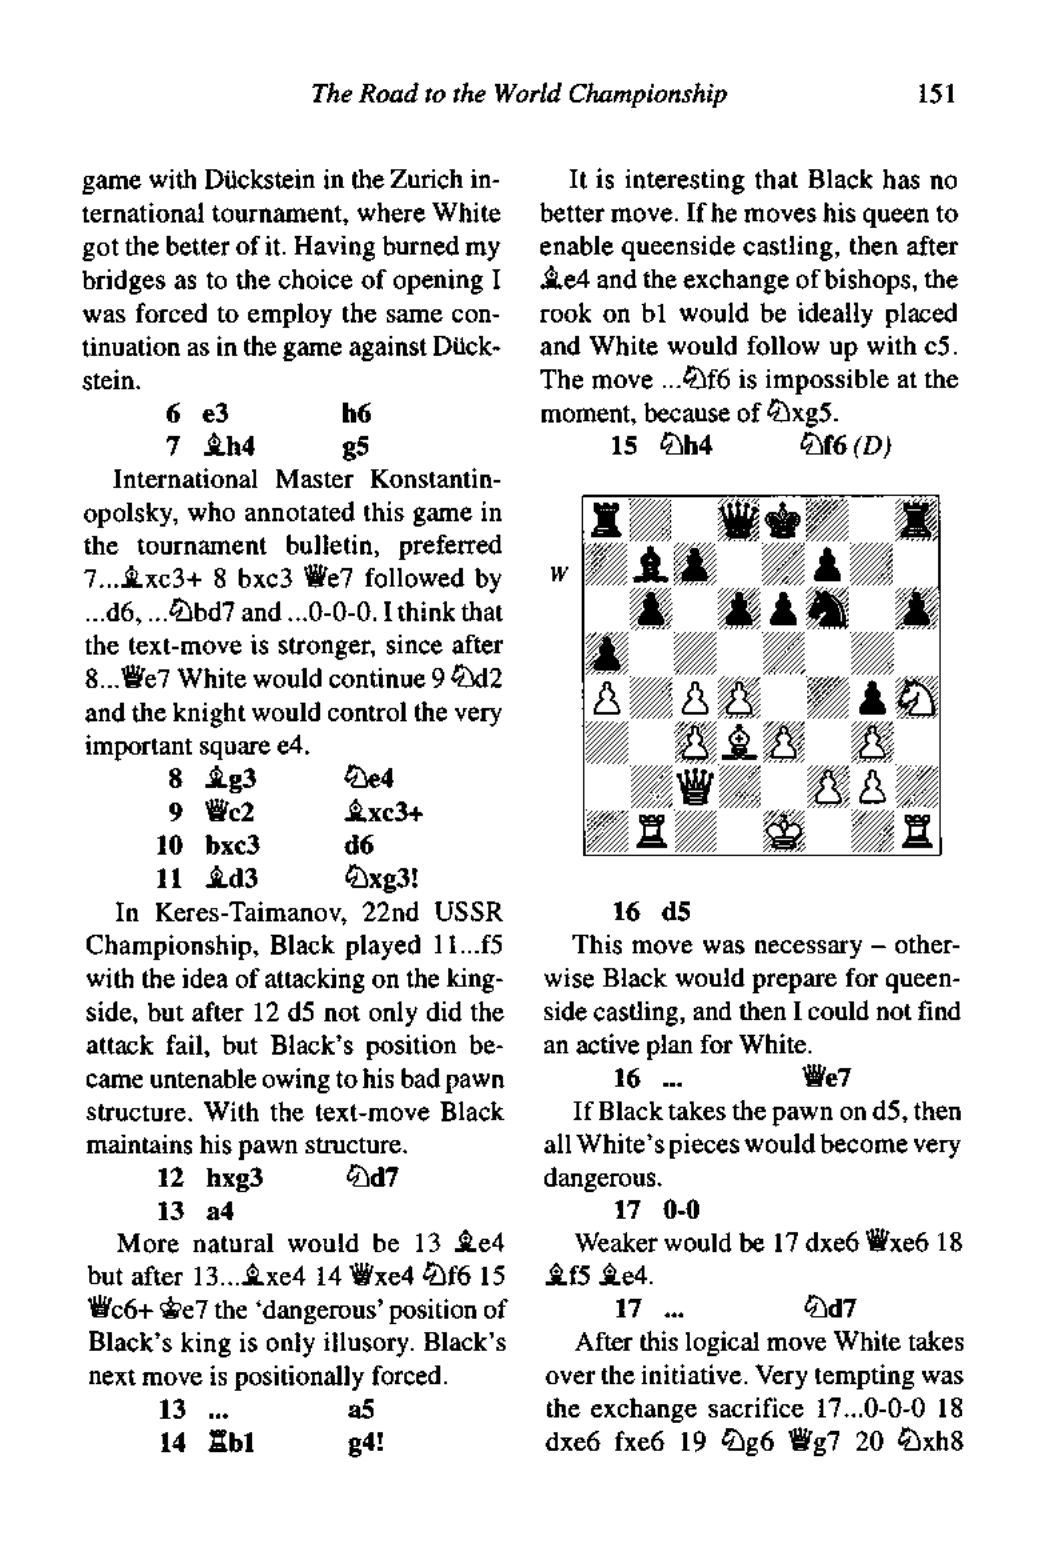 The Road to the World Championship 151
game with Dückstein in the Zurich in-
ternational tournament, where White
got the better of it. Having burned my
bridges as to the choice of opening I
was forced to employ the same con-
tinuation as in the game against Dück-
stein.
6 e3 h6
7 ♗h4 g5
International Master Konstantin-
opolsky, who annotated this game in
the tournament bulletin, preferred
7...♗xc3+ 8 bxc3 ♕e7 followed by
...d6, ...♘bd7 and ...0-0-0. I think that
the text-move is stronger, since after
8...♕e7 White would continue 9 ♘d2
and the knight would control the very
important square e4.
8 ♗g3 ♘e4
9 ♕c2 ♗xc3+
10 bxc3 d6
11 ♗d3 ♘xg3!
In Keres-Taimanov, 22nd USSR
Championship, Black played 11...f5
with the idea of attacking on the king-
side, but after 12 d5 not only did the
attack fail, but Black's position be-
came untenable owing to his bad pawn
structure. With the text-move Black
maintains his pawn structure.
12 hxg3 ♘d7
13 a4
More natural would be 13 ♗e4
but after 13...♗xe4 14 ♕xe4 ♘f6 15
♕c6+ ♔e7 the 'dangerous' position of
Black's king is only illusory. Black's
next move is positionally forced.
13 ... a5
14 ♖b1 g4!
It is interesting that Black has no
better move. If he moves his queen to
enable queenside castling, then after
♗e4 and the exchange of bishops, the
rook on b1 would be ideally placed
and White would follow up with c5.
The move ...♘f6 is impossible at the
moment, because of ♘xg5.
15 ♘h4 ♘f6 (D)
W
16 d5
This move was necessary – other-
wise Black would prepare for queen-
side castling, and then I could not find
an active plan for White.
16 ... ♕e7
If Black takes the pawn on d5, then
all White's pieces would become very
dangerous.
17 0-0
Weaker would be 17 dxe6 ♕xe6 18
♗f5 ♗e4.
17 ... ♘d7
After this logical move White takes
over the initiative. Very tempting was
the exchange sacrifice 17...0-0-0 18
dxe6 fxe6 19 ♘g6 ♕g7 20 ♘xh8